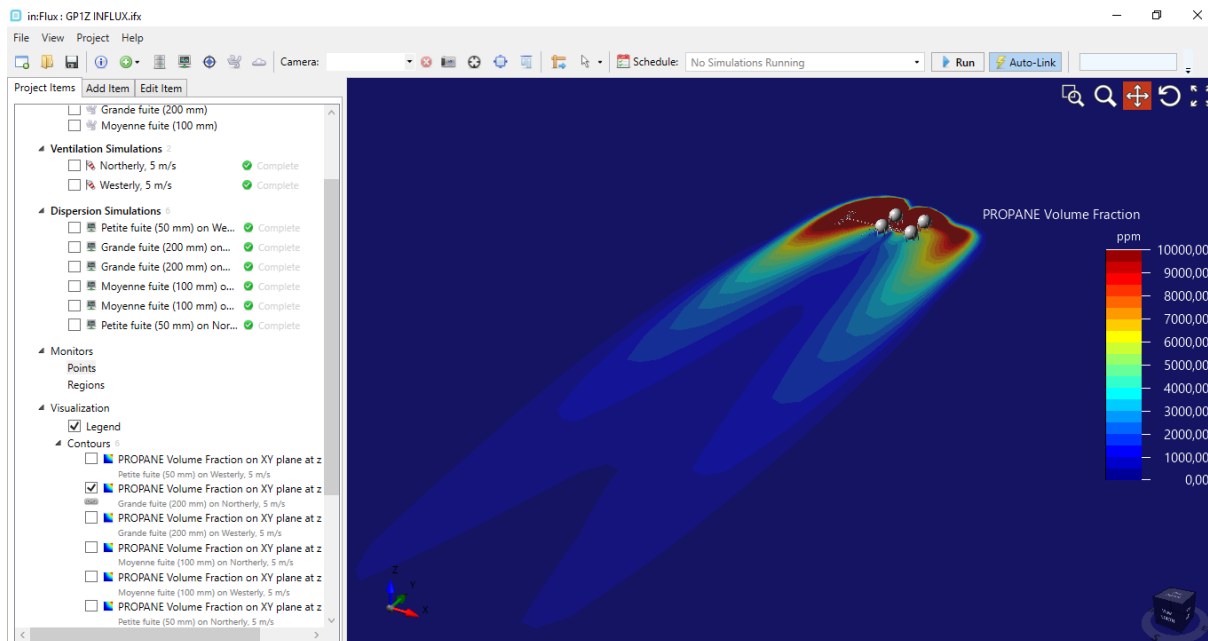 in:Flux : GP1Z INFLUX.ifx
File View Project Help
Camera:
Schedule: No Simulations Running
Run
Auto-Link
Project Items Add Item Edit Item
Grande fuite (200 mm)
Moyenne fuite (100 mm)
Ventilation Simulations 2
Northerly, 5 m/s Complete
Westerly, 5 m/s Complete
Dispersion Simulations 6
Petite fuite (50 mm) on We... Complete
Grande fuite (200 mm) on... Complete
Grande fuite (200 mm) on... Complete
Moyenne fuite (100 mm) o... Complete
Moyenne fuite (100 mm) o... Complete
Petite fuite (50 mm) on Nor... Complete
Monitors
Points
Regions
Visualization
Legend
Contours 6
PROPANE Volume Fraction on XY plane at z
Petite fuite (50 mm) on Westerly, 5 m/s
PROPANE Volume Fraction on XY plane at z
Grande fuite (200 mm) on Northerly, 5 m/s
PROPANE Volume Fraction on XY plane at z
Grande fuite (200 mm) on Westerly, 5 m/s
PROPANE Volume Fraction on XY plane at z
Moyenne fuite (100 mm) on Northerly, 5 m/s
PROPANE Volume Fraction on XY plane at z
Moyenne fuite (100 mm) on Westerly, 5 m/s
PROPANE Volume Fraction on XY plane at z
Petite fuite (50 mm) on Northerly, 5 m/s
PROPANE Volume Fraction
ppm
10000,00
9000,00
8000,00
7000,00
6000,00
5000,00
4000,00
3000,00
2000,00
1000,00
0,00
Z
Y
X